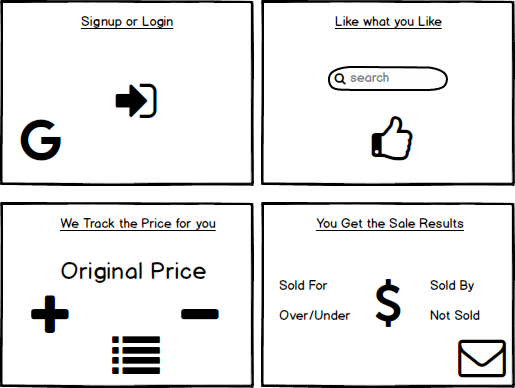 Signup or Login
G
Like what you Like
search
We Track the Price for you
Original Price
You Get the Sale Results
Sold For
Sold By
Over/Under
$
Not Sold